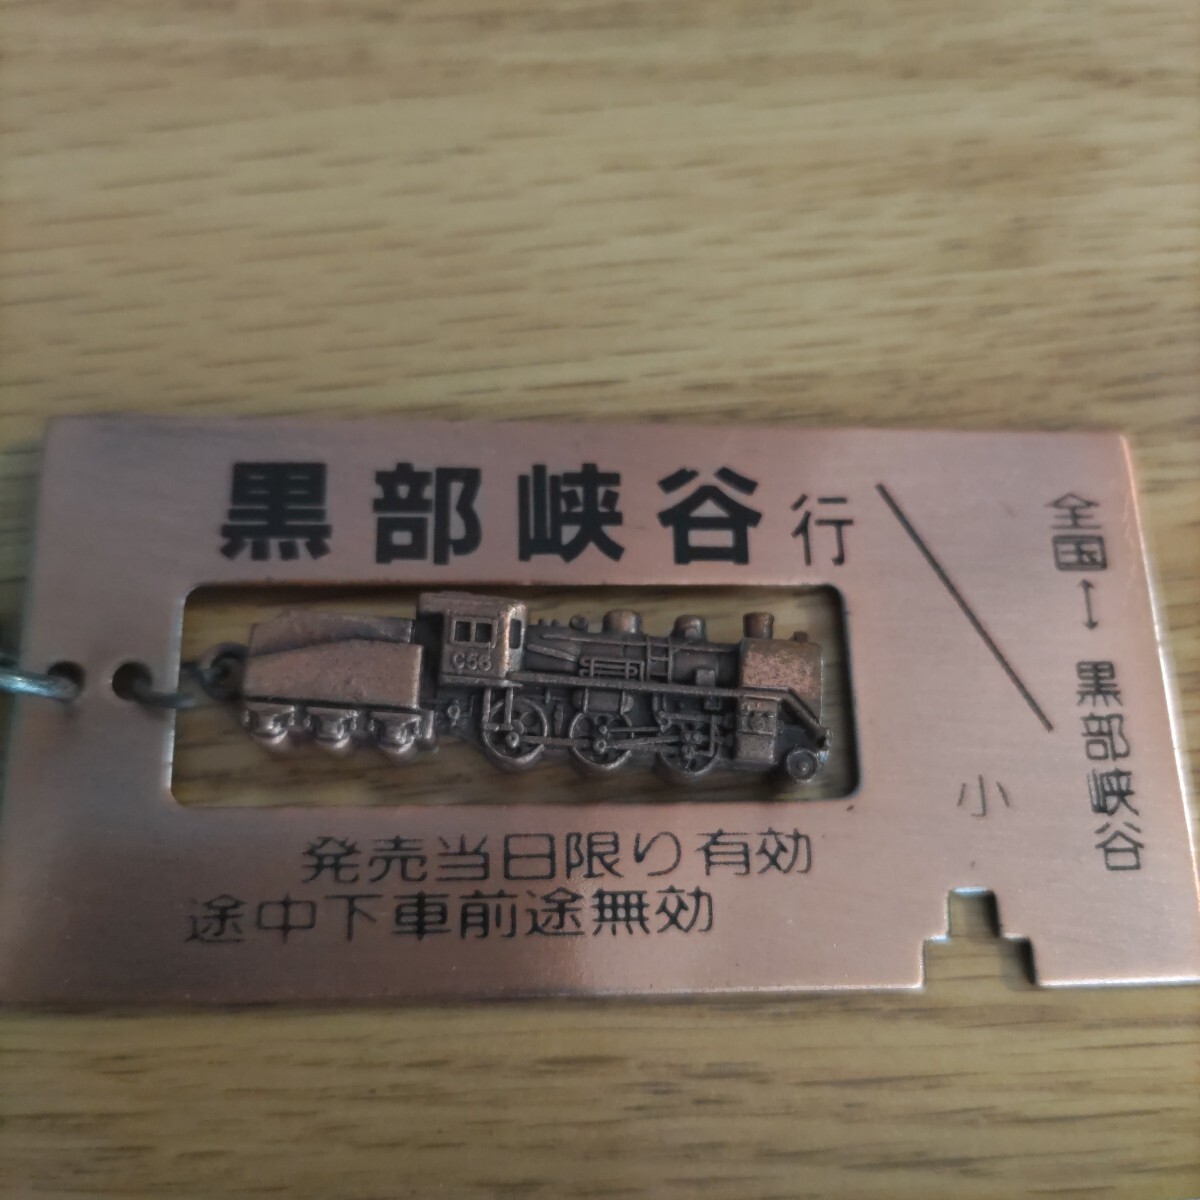 黒部峡谷行
C56
発売当日限り有効
途中下車前途無効
小
全国↔黒部峡谷